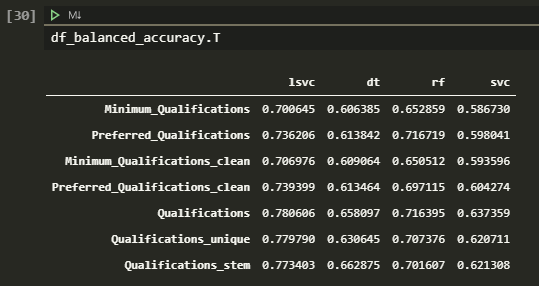 [30] M↓
df_balanced_accuracy.T
lsvc dt rf svc
Minimum_Qualifications 0.700645 0.606385 0.652859 0.586730
Preferred_Qualifications 0.736206 0.613842 0.716719 0.598041
Minimum_Qualifications_clean 0.706976 0.609064 0.650512 0.593596
Preferred_Qualifications_clean 0.739399 0.613464 0.697115 0.604274
Qualifications 0.780606 0.658097 0.716395 0.637359
Qualifications_unique 0.779790 0.630645 0.707376 0.620711
Qualifications_stem 0.773403 0.662875 0.701607 0.621308